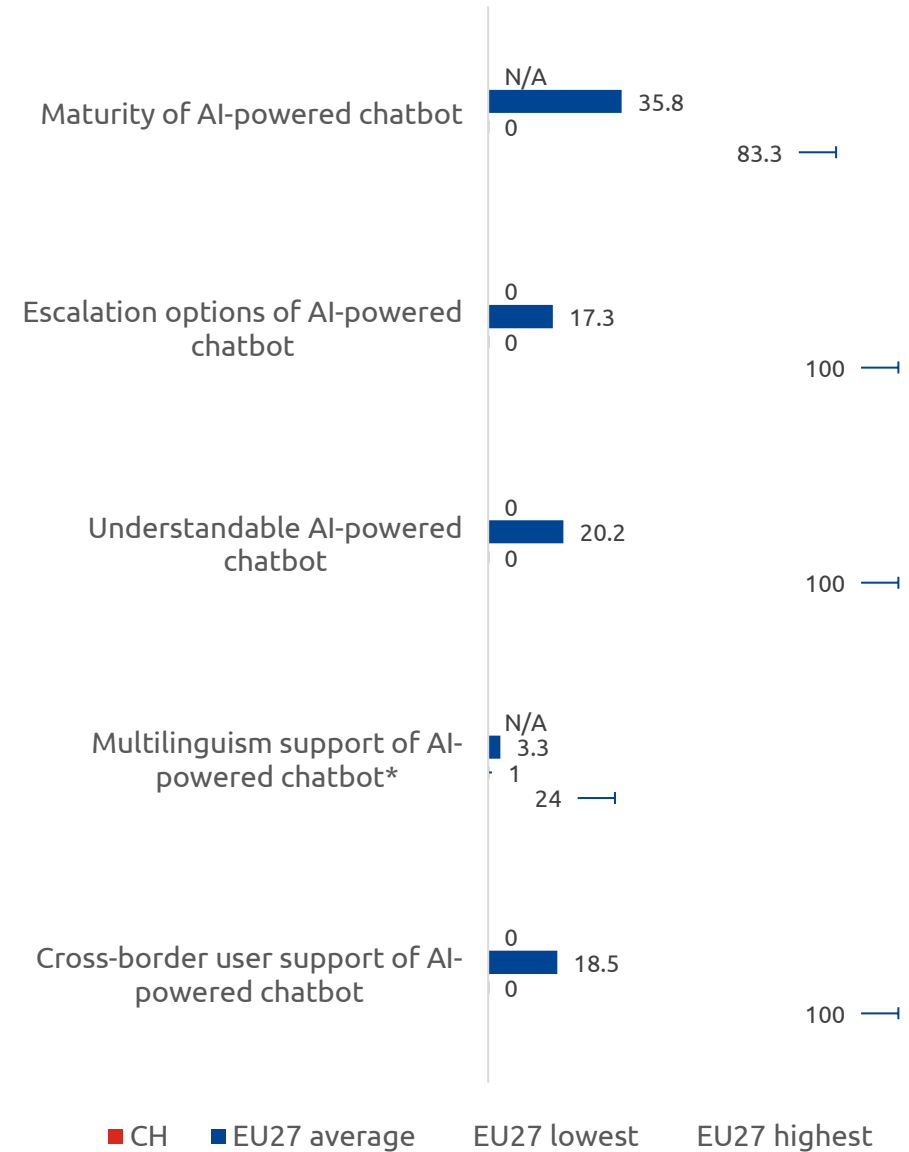 N/A
Maturity of AI-powered chatbot
35.8
0
83.3
0
Escalation options of AI-powered
chatbot
17.3
0
100
0
Understandable AI-powered
chatbot
20.2
0
100
N/A
Multilinguism support of AI-
powered chatbot*
3.3
1
24
0
Cross-border user support of AI-
powered chatbot
18.5
0
100
CH EU27 average EU27 lowest EU27 highest